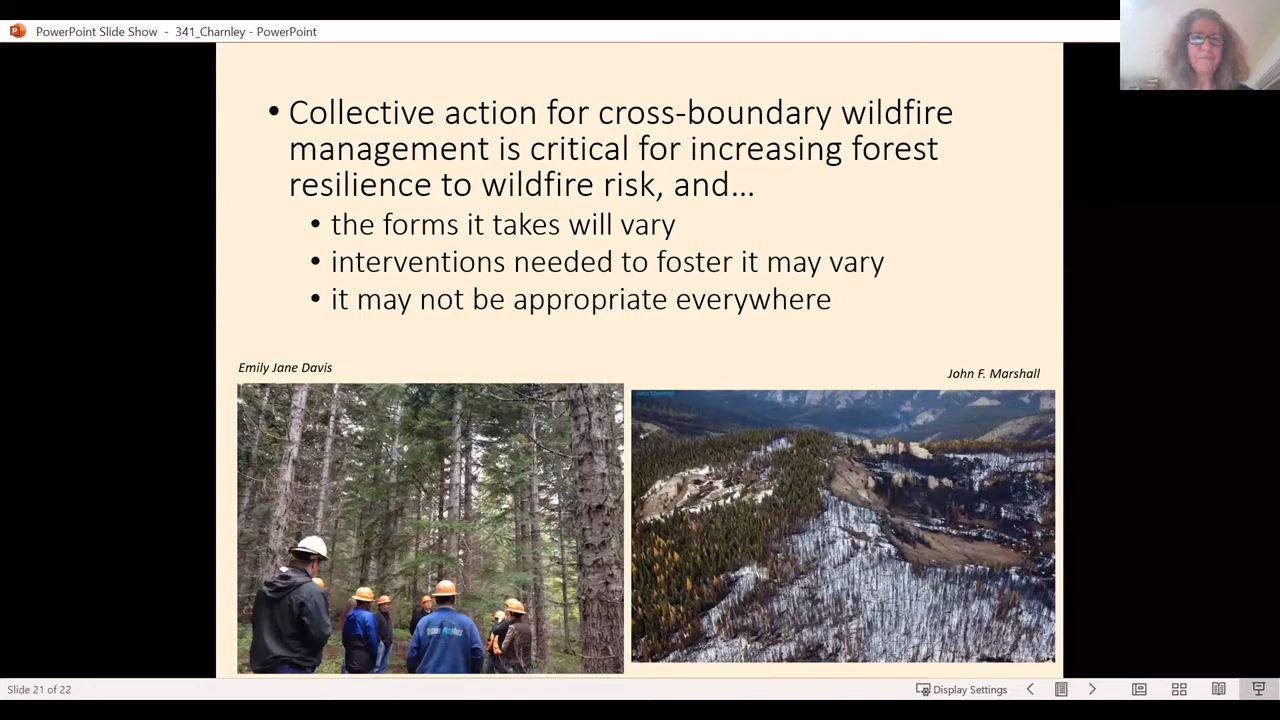 PowerPoint Slide Show - 341_Charnley - PowerPoint
• Collective action for cross-boundary wildfire
management is critical for increasing forest
resilience to wildfire risk, and…
• the forms it takes will vary
• interventions needed to foster it may vary
• it may not be appropriate everywhere
Emily Jane Davis
John F. Marshall
Slide 21 of 22
Display Settings